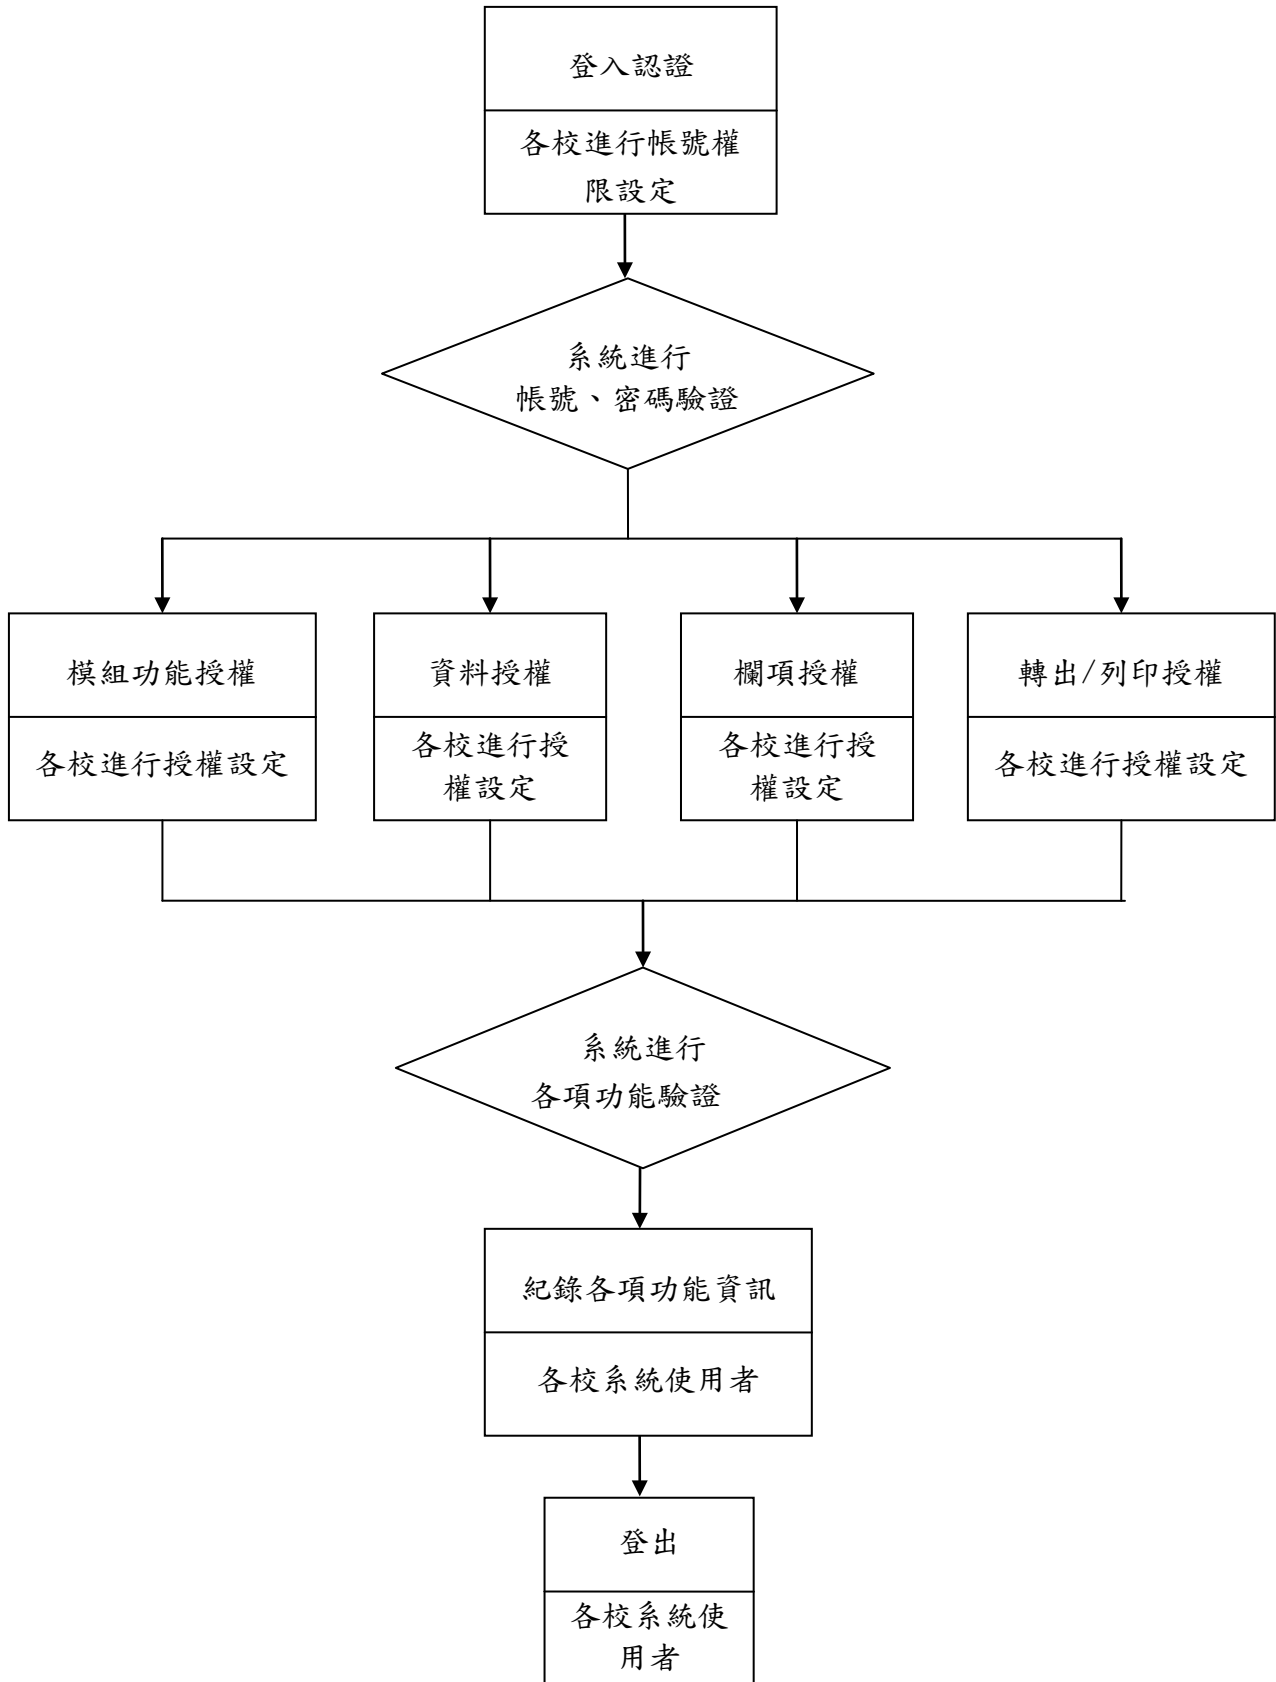 登入認證
各校進行帳號權
限設定
系統進行
帳號、密碼驗證
模組功能授權
各校進行授權設定
資料授權
各校進行授
權設定
欄項授權
各校進行授
權設定
轉出/列印授權
各校進行授權設定
系統進行
各項功能驗證
紀錄各項功能資訊
各校系統使用者
登出
各校系統使
用者